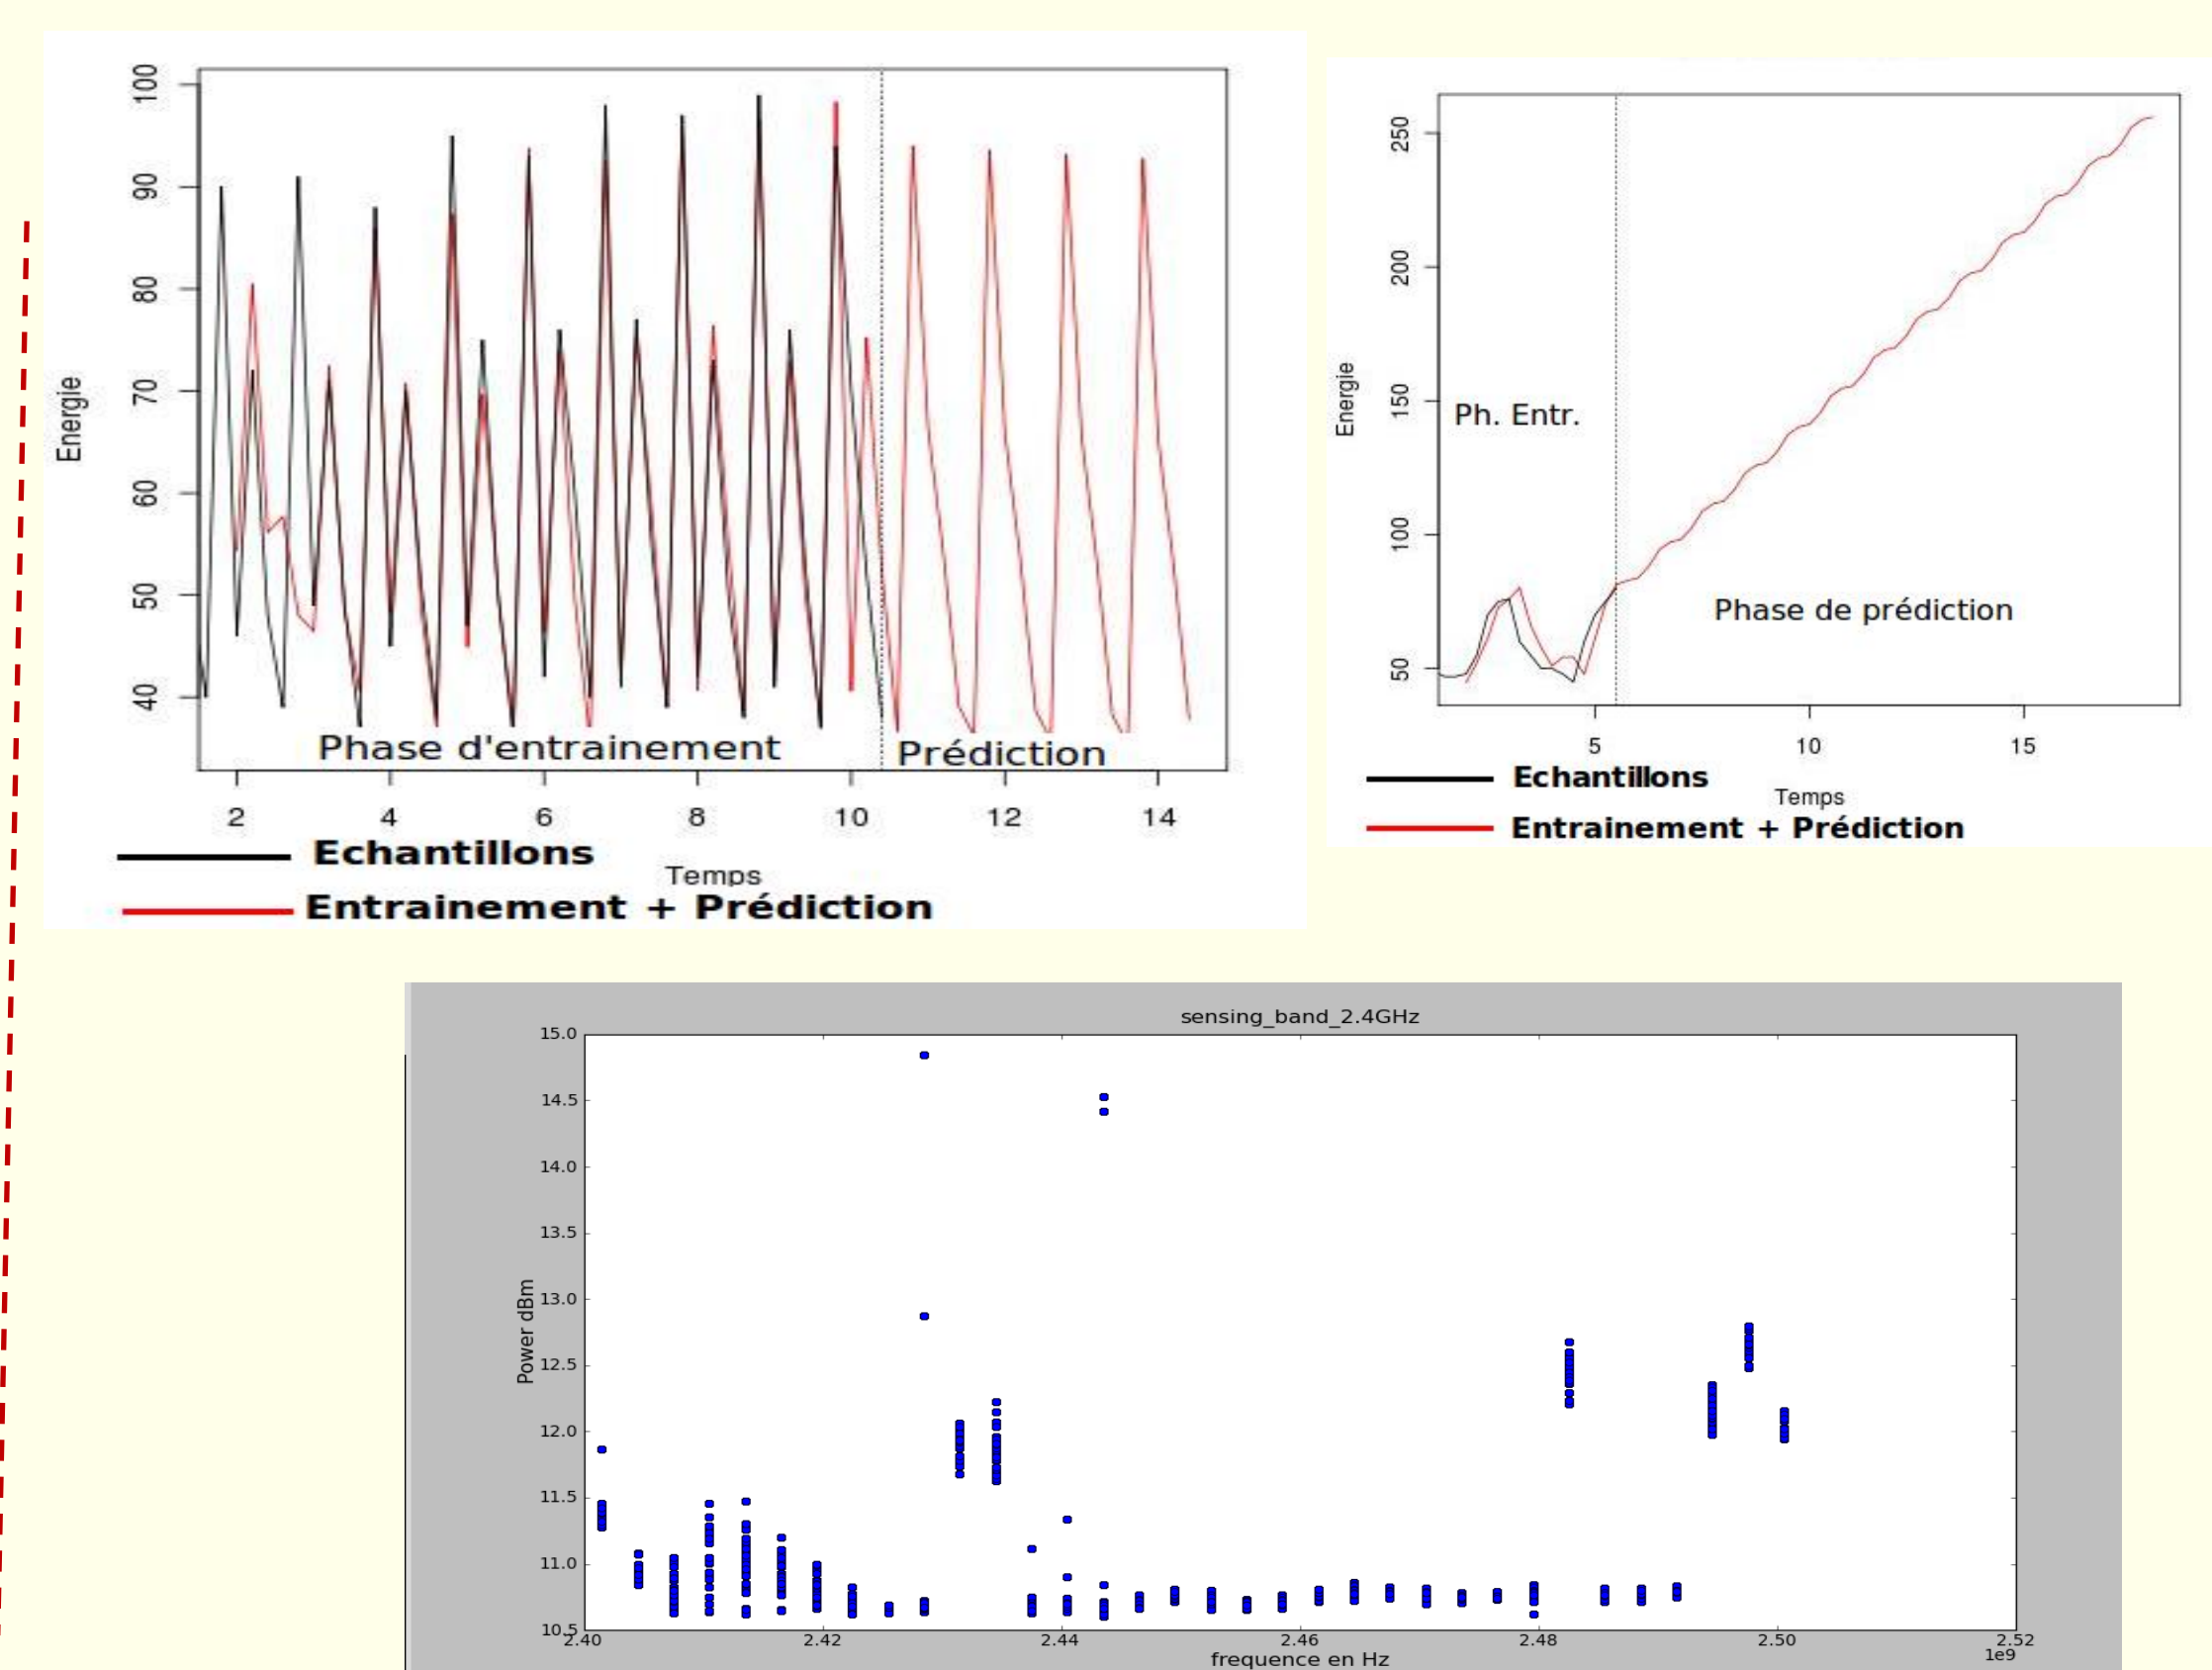 100
90
80
70
60
50
40
Energie
Phase d'entrainement
Prédiction
2 4 6 8 10 12 14
Echantillons
Temps
Entrainement + Prédiction
250
200
150
100
50
Energie
Ph. Entr.
Phase de prédiction
5 10 15
Echantillons
Temps
Entrainement + Prédiction
sensing_band_2.4GHz
15.0
14.5
14.0
13.5
13.0
12.5
12.0
11.5
11.0
10.5
Power dBm
2.40 2.42 2.44 2.46 2.48 2.50 2.52
1e9
frequence en Hz